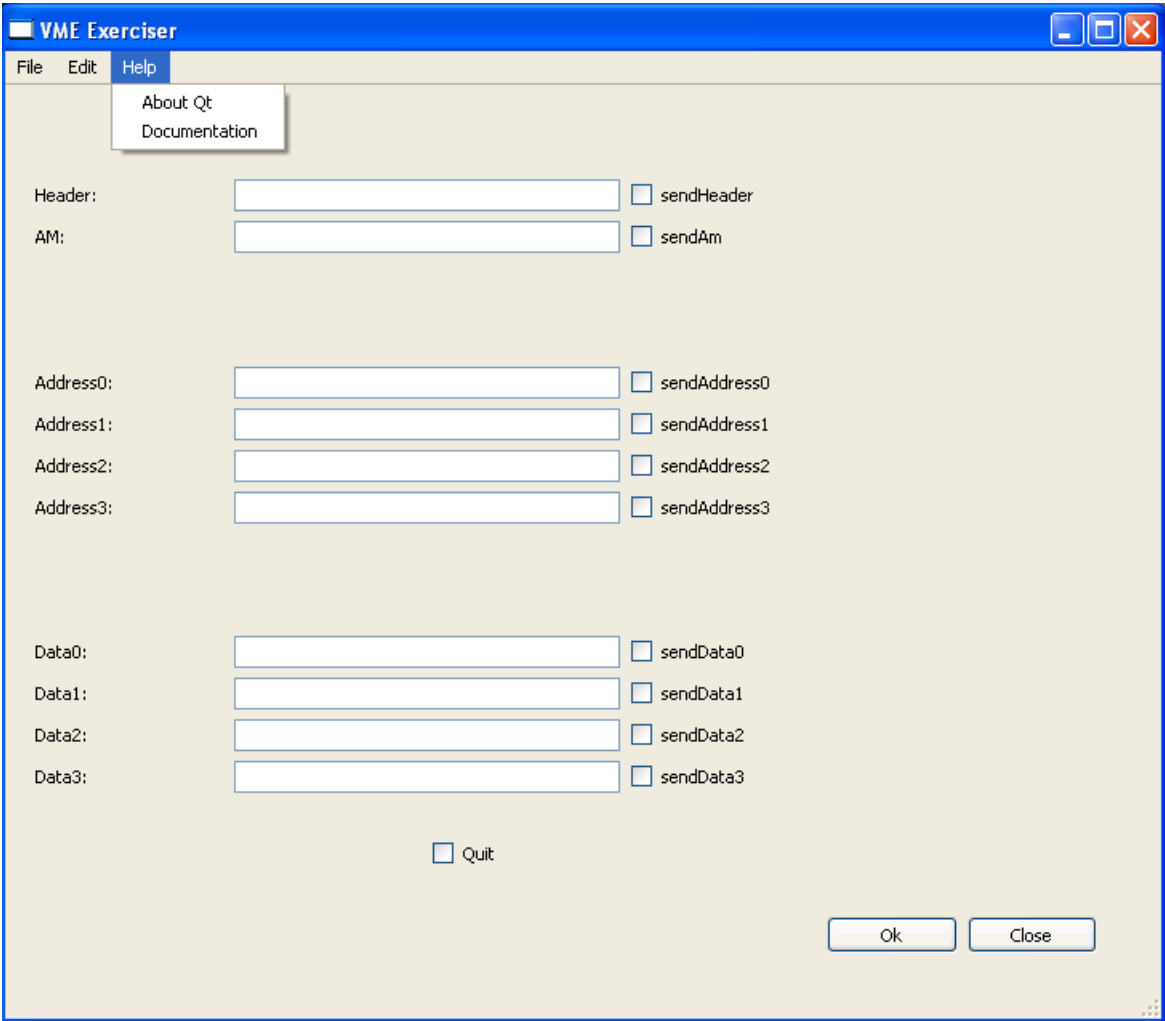 VME Exerciser
File Edit Help
About Qt
Documentation
Header: sendHeader
AM: sendAm
Address0: sendAddress0
Address1: sendAddress1
Address2: sendAddress2
Address3: sendAddress3
Data0: sendData0
Data1: sendData1
Data2: sendData2
Data3: sendData3
Quit
Ok Close